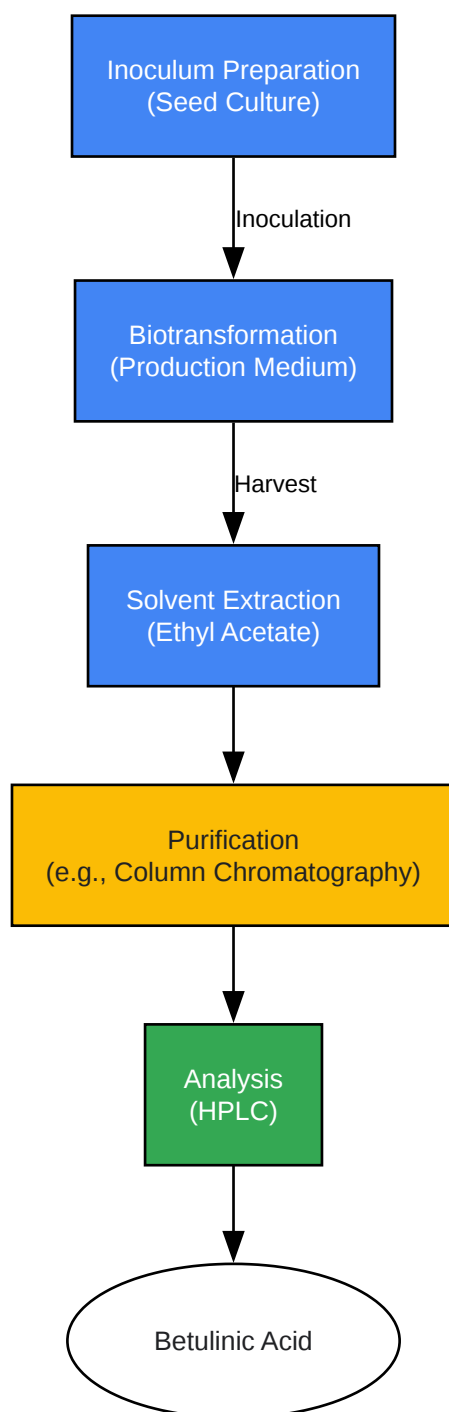 Inoculum Preparation
(Seed Culture)
Inoculation
Biotransformation
(Production Medium)
Harvest
Solvent Extraction
(Ethyl Acetate)
Purification
(e.g., Column Chromatography)
Analysis
(HPLC)
Betulinic Acid